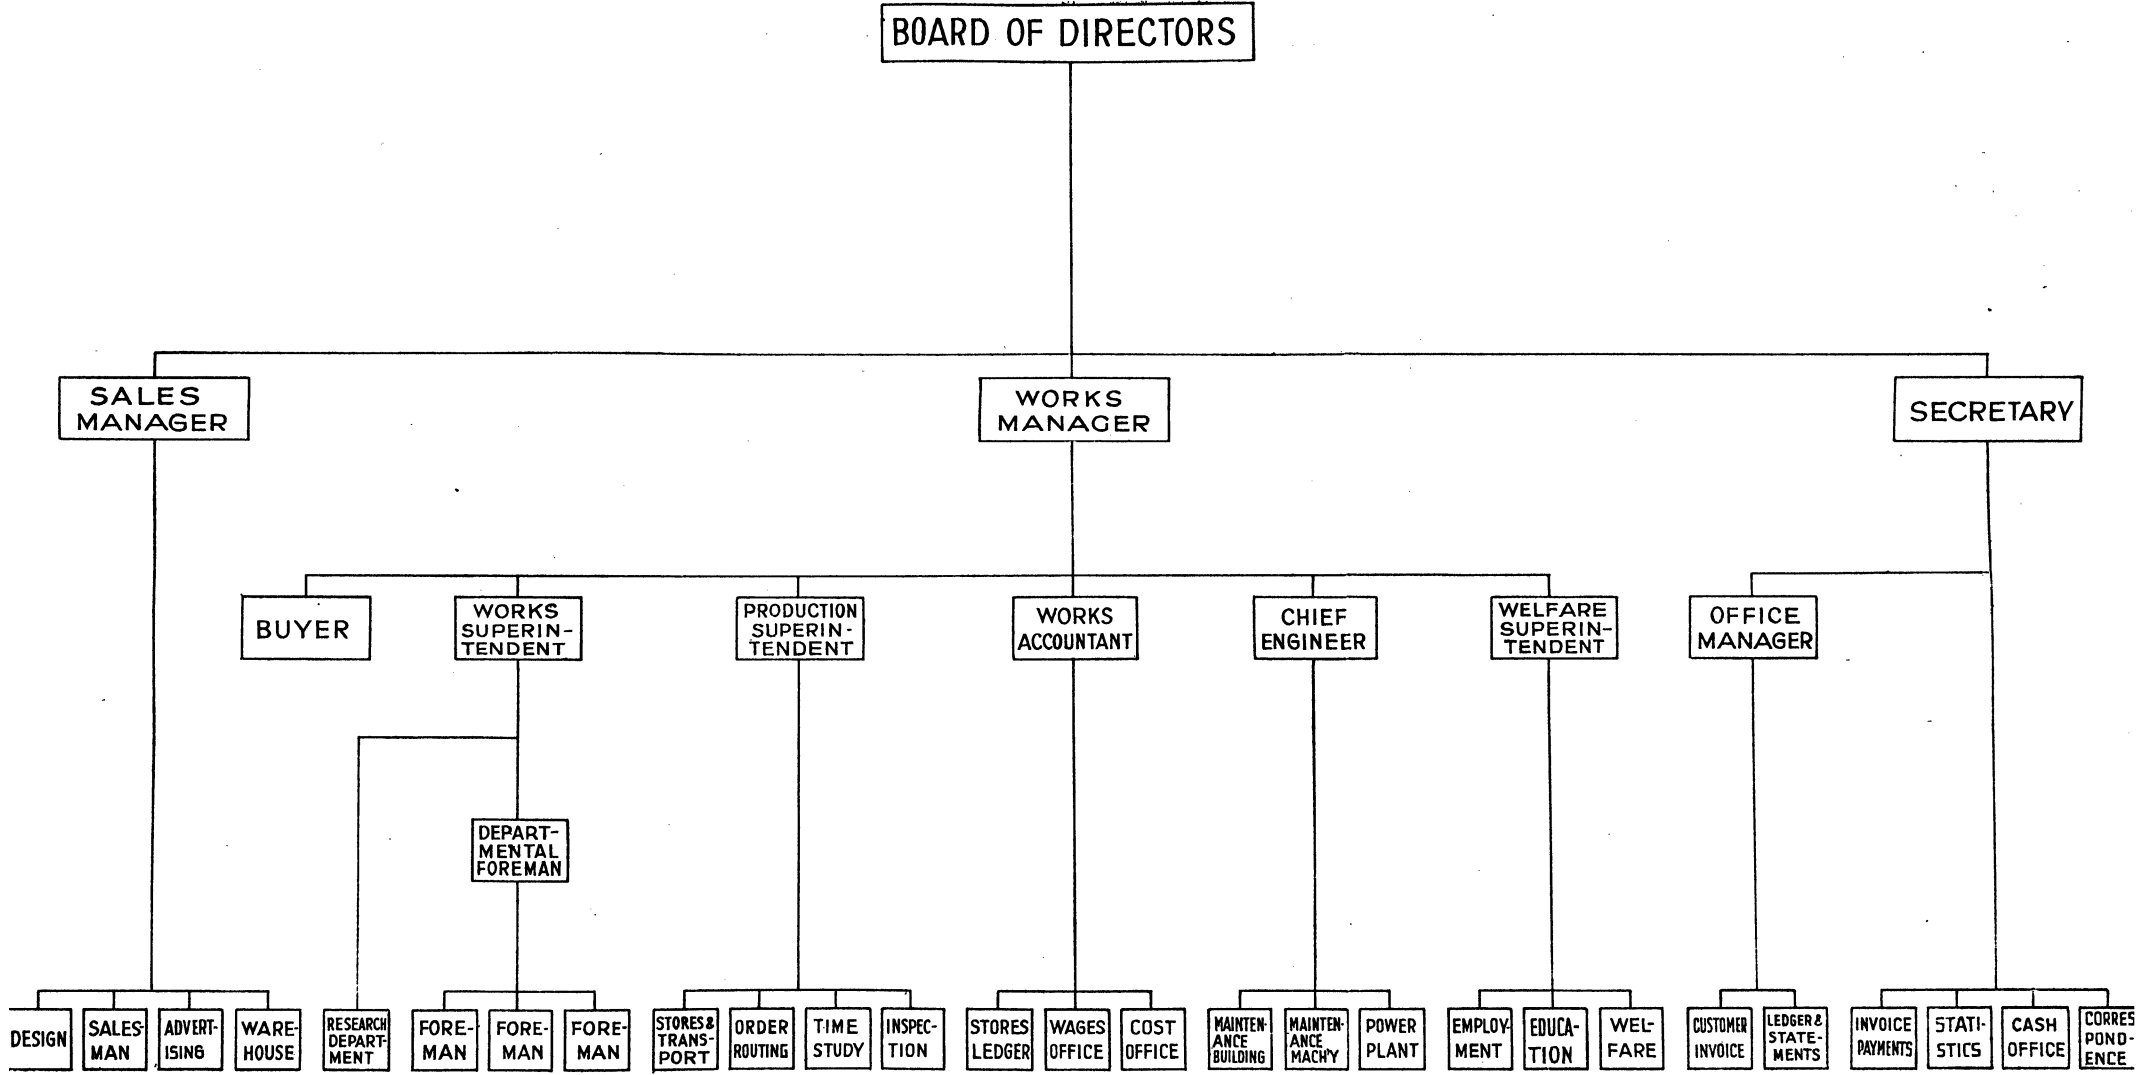 BOARD OF DIRECTORS
SALES
MANAGER
WORKS
MANAGER
SECRETARY
BUYER
WORKS
SUPERIN-
TENDENT
PRODUCTION
SUPERIN-
TENDENT
WORKS
ACCOUNTANT
CHIEF
ENGINEER
WELFARE
SUPERIN-
TENDENT
OFFICE
MANAGER
DEPART-
MENTAL
FOREMAN
DESIGN
SALES-
MAN
ADVERT-
ISING
WARE-
HOUSE
RESEARCH
DEPART-
MENT
FORE-
MAN
FORE-
MAN
FORE-
MAN
STORES &
TRANS-
PORT
ORDER
ROUTING
TIME
STUDY
INSPEC-
TION
STORES
LEDGER
WAGES
OFFICE
COST
OFFICE
MAINTEN-
ANCE
BUILDING
MAINTEN-
ANCE
MACH'Y
POWER
PLANT
EMPLOY-
MENT
EDUCA-
TION
WEL-
FARE
CUSTOMER
INVOICE
LEDGER &
STATE-
MENTS
INVOICE
PAYMENTS
STATI-
STICS
CASH
OFFICE
CORRES
POND-
ENCE